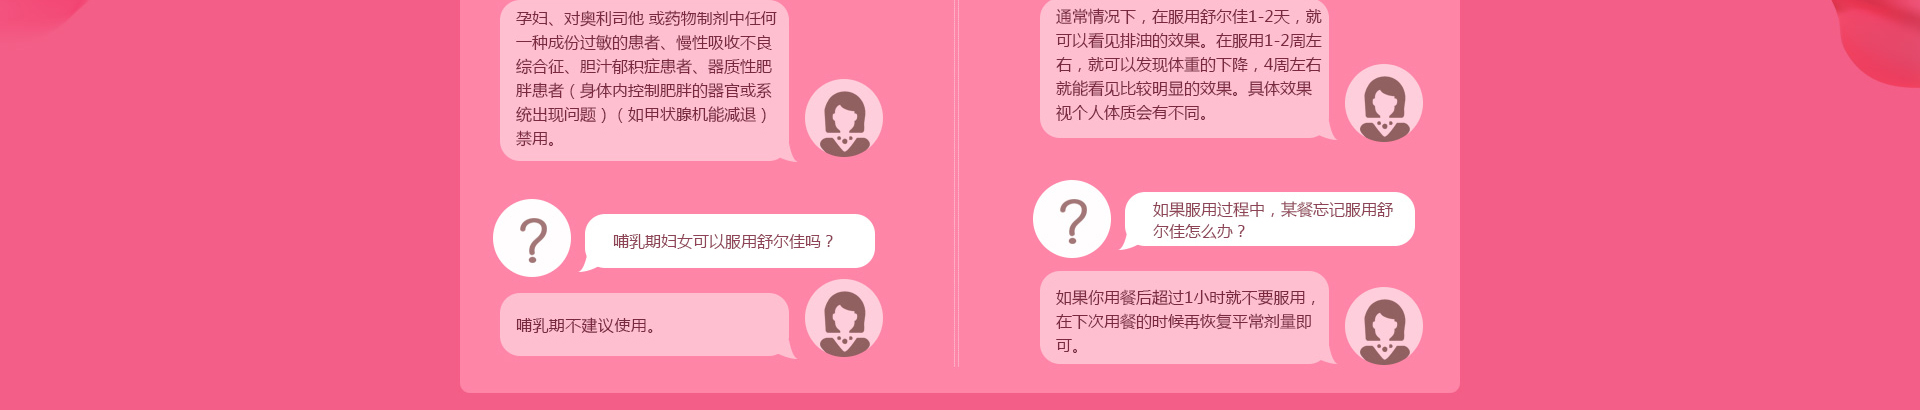 孕妇、对奥利司他 或药物制剂中任何
一种成份过敏的患者、慢性吸收不良
综合征、胆汁郁积症患者、器质性肥
胖患者（身体内控制肥胖的器官或系
统出现问题）（如甲状腺机能减退）
禁用。
?
哺乳期妇女可以服用舒尔佳吗？
哺乳期不建议使用。
通常情况下，在服用舒尔佳1-2天，就
可以看见排油的效果。在服用1-2周左
右，就可以发现体重的下降，4周左右
就能看见比较明显的效果。具体效果
视个人体质会有不同。
?
如果服用过程中，某餐忘记服用舒
尔佳怎么办？
如果你用餐后超过1小时就不要服用，
在下次用餐的时候再恢复平常剂量即
可。